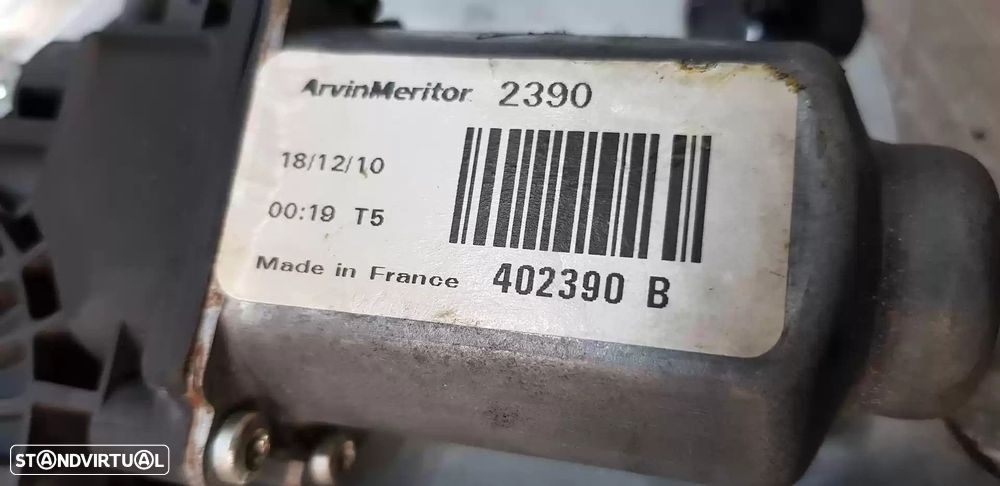 ArvinMeritor 2390
18/12/10
00:19 T5
Made in France 402390 B
STANDVIRTUAL